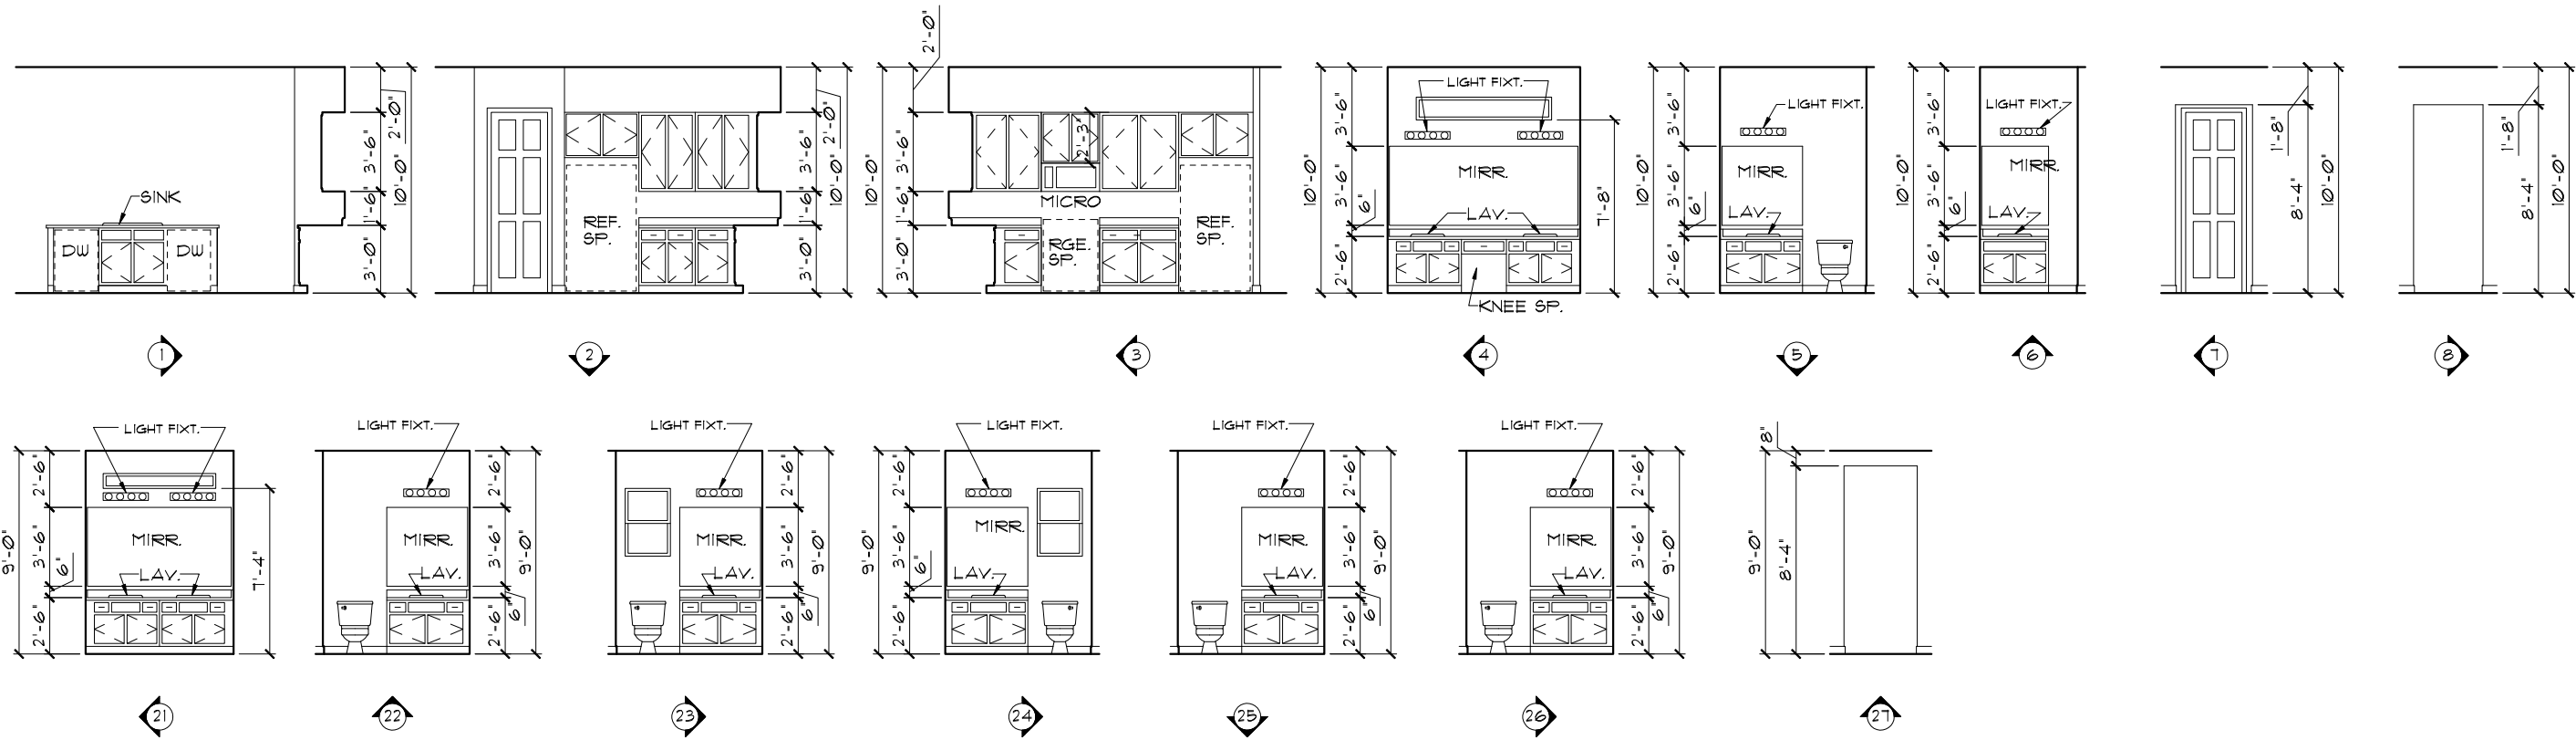 SINK
DW
DW
2'-0"
3'-6"
1'-6"
3'-0"
10'-0"
1
REF.
SP.
2'-0"
3'-6"
1'-6"
3'-0"
10'-0"
2
2'-0"
10'-0"
3'-6"
1'-6"
3'-0"
2'-3"
MICRO
RGE.
SP.
REF.
SP.
3
10'-0"
3'-6"
3'-6"
6"
2'-6"
LIGHT FIXT.
MIRR.
LAV.
KNEE SP.
7'-8"
4
10'-0"
3'-6"
3'-6"
6"
2'-6"
LIGHT FIXT.
MIRR.
LAV.
5
10'-0"
3'-6"
3'-6"
6"
2'-6"
LIGHT FIXT.
MIRR.
LAV.
6
1'-8"
8'-4"
10'-0"
7
1'-8"
8'-4"
10'-0"
8
9'-0"
2'-6"
3'-6"
6"
2'-6"
LIGHT FIXT.
MIRR.
LAV.
7'-4"
21
LIGHT FIXT.
MIRR.
LAV.
2'-6"
3'-6"
6"
2'-6"
9'-0"
22
LIGHT FIXT.
MIRR.
LAV.
2'-6"
3'-6"
6"
2'-6"
9'-0"
23
9'-0"
2'-6"
3'-6"
6"
2'-6"
LIGHT FIXT.
MIRR.
LAV.
24
LIGHT FIXT.
MIRR.
LAV.
2'-6"
3'-6"
6"
2'-6"
9'-0"
25
LIGHT FIXT.
MIRR.
LAV.
2'-6"
3'-6"
6"
2'-6"
9'-0"
26
8"
9'-0"
8'-4"
27